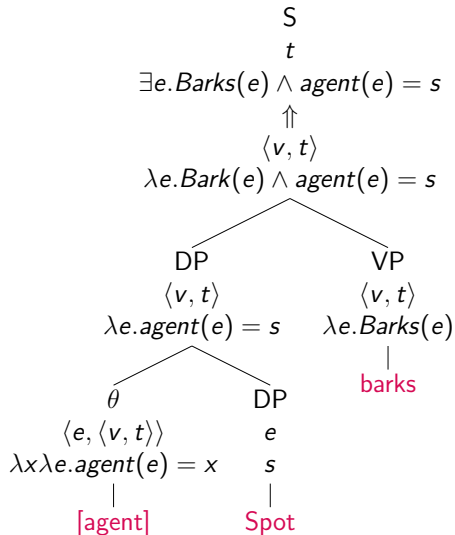 S
t
∃e.Barks(e) ∧ agent(e) = s
⇑
⟨v, t⟩
λe.Bark(e) ∧ agent(e) = s
DP VP
⟨v, t⟩ ⟨v, t⟩
λe.agent(e) = s λe.Barks(e)
barks
θ DP
⟨e, ⟨v, t⟩⟩ e
λxλe.agent(e) = x s
⌈agent⌉ Spot